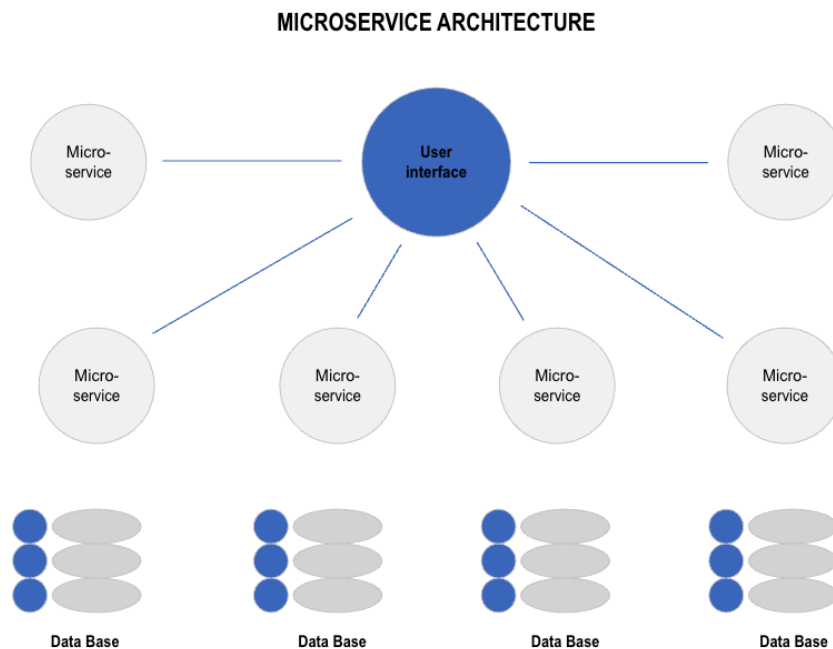 MICROSERVICE ARCHITECTURE
Micro-
service
User
interface
Micro-
service
Micro-
service
Micro-
service
Micro-
service
Micro-
service
Data Base
Data Base
Data Base
Data Base